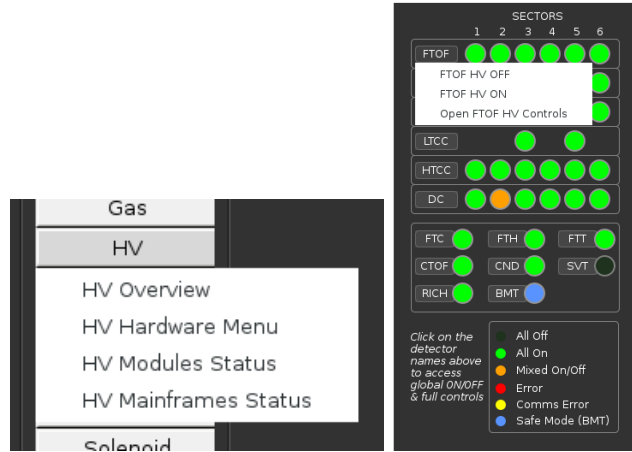 Gas
HV
HV Overview
HV Hardware Menu
HV Modules Status
HV Mainframes Status
Solenoid
SECTORS
1 2 3 4 5 6
FTOF
FTOF HV OFF
FTOF HV ON
Open FTOF HV Controls
LTCC
HTCC
DC
FTC FTH FTT
CTOF CND SVT
RICH BMT
Click on the
detector
names above
to access
global ON/OFF
& full controls
All Off
All On
Mixed On/Off
Error
Comms Error
Safe Mode (BMT)